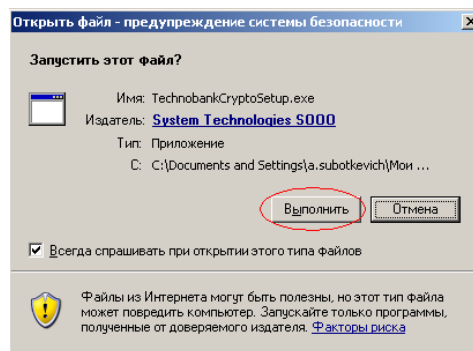 Открыть файл - предупреждение системы безопасности
Запустить этот файл?
Имя: TechnobankCryptoSetup.exe
Издатель: System Technologies SOOO
Тип: Приложение
С: C:\Documents and Settings\a.subotkevich\Мои ...
Выполнить Отмена
Всегда спрашивать при открытии этого типа файлов
Файлы из Интернета могут быть полезны, но этот тип файла
может повредить компьютер. Запускайте только программы,
полученные от доверяемого издателя. Факторы риска